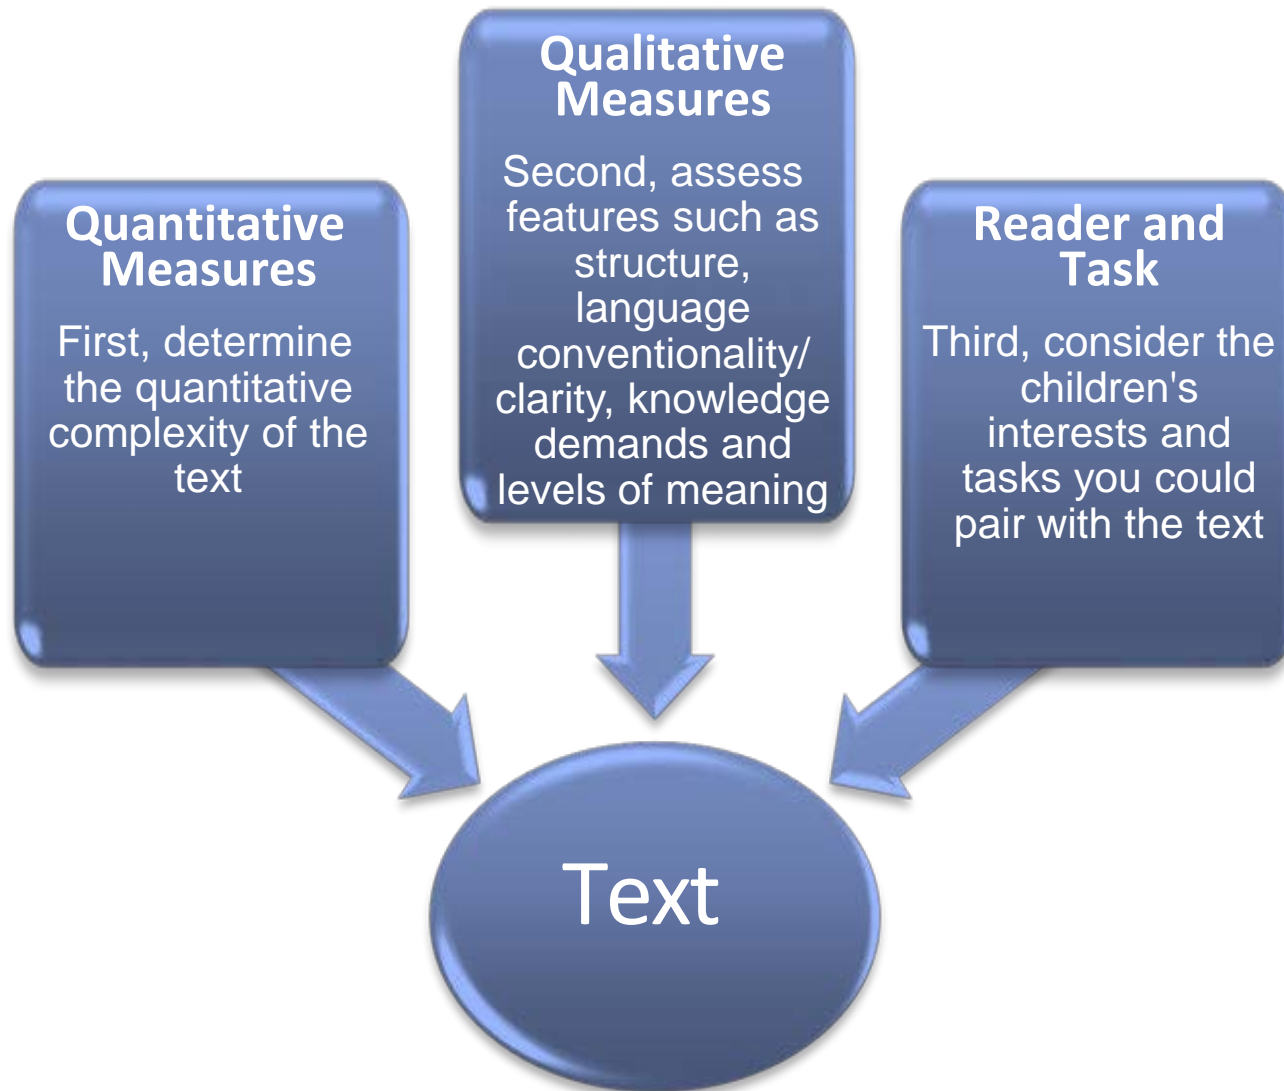 Quantitative
Measures
First, determine
the quantitative
complexity of the
text
Qualitative
Measures
Second, assess
features such as
structure,
language
conventionality/
clarity, knowledge
demands and
levels of meaning
Reader and
Task
Third, consider the
children's
interests and
tasks you could
pair with the text
Text